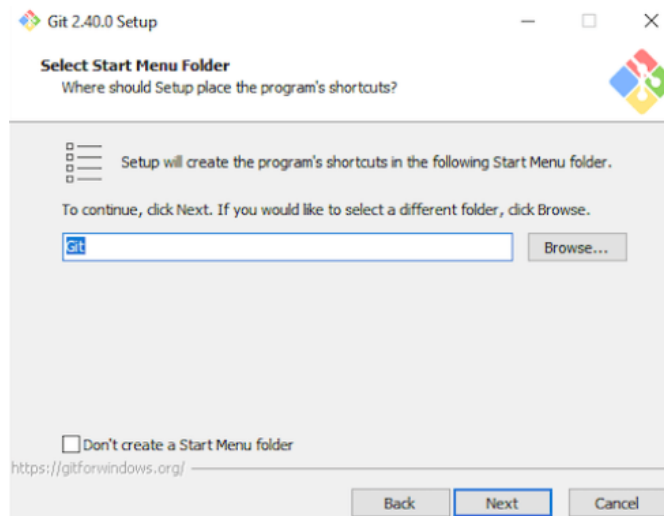 Git 2.40.0 Setup
Select Start Menu Folder
Where should Setup place the program's shortcuts?
Setup will create the program's shortcuts in the following Start Menu folder.
To continue, click Next. If you would like to select a different folder, click Browse.
Git
Browse...
Don't create a Start Menu folder
https://gitforwindows.org/
Back
Next
Cancel